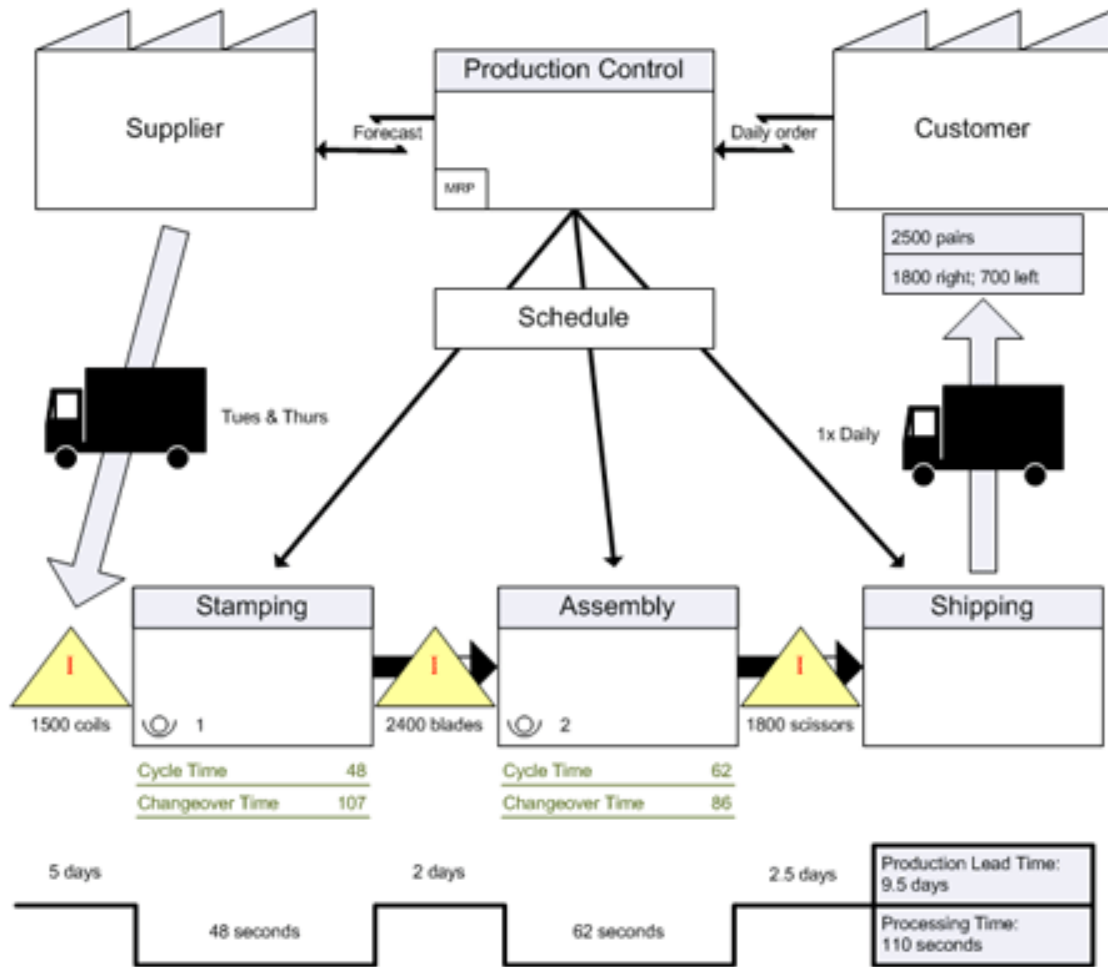 Supplier
Forecast
Production Control
MRP
Daily order
Customer
2500 pairs
1800 right; 700 left
Schedule
Tues & Thurs
1x Daily
Stamping
Assembly
Shipping
I
I
I
1500 coils
1
2400 blades
2
1800 scissors
Cycle Time 48
Changeover Time 107
Cycle Time 62
Changeover Time 86
5 days
48 seconds
2 days
62 seconds
2.5 days
Production Lead Time:
9.5 days
Processing Time:
110 seconds